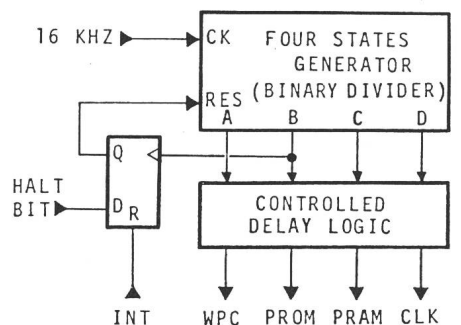 16 KHZ
CK
FOUR STATES
GENERATOR
(BINARY DIVIDER)
RES
A B C D
Q
HALT
BIT
D
R
CONTROLLED
DELAY LOGIC
INT WPC PROM PRAM CLK